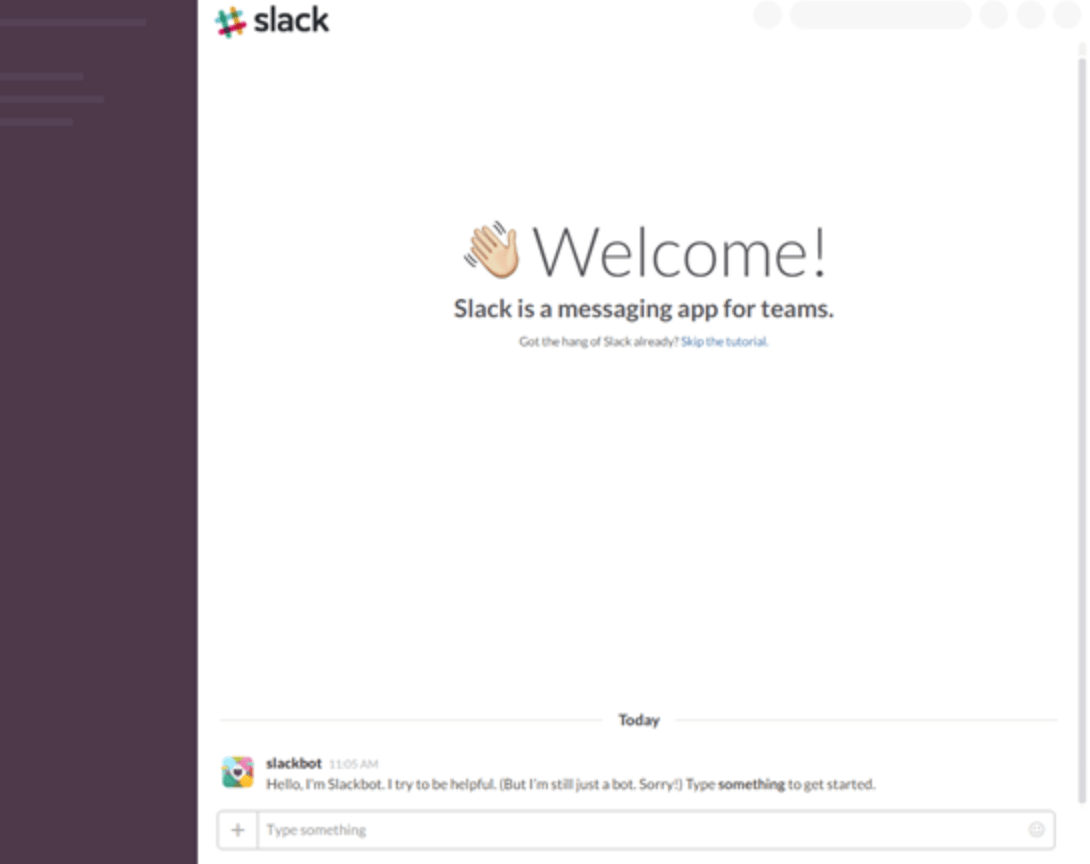 slack
Welcome!
Slack is a messaging app for teams.
Got the hang of Slack already? Skip the tutorial.
Today
slackbot 11:05 AM
Hello, I'm Slackbot. I try to be helpful. (But I'm still just a bot. Sorry!) Type something to get started.
+ Type something